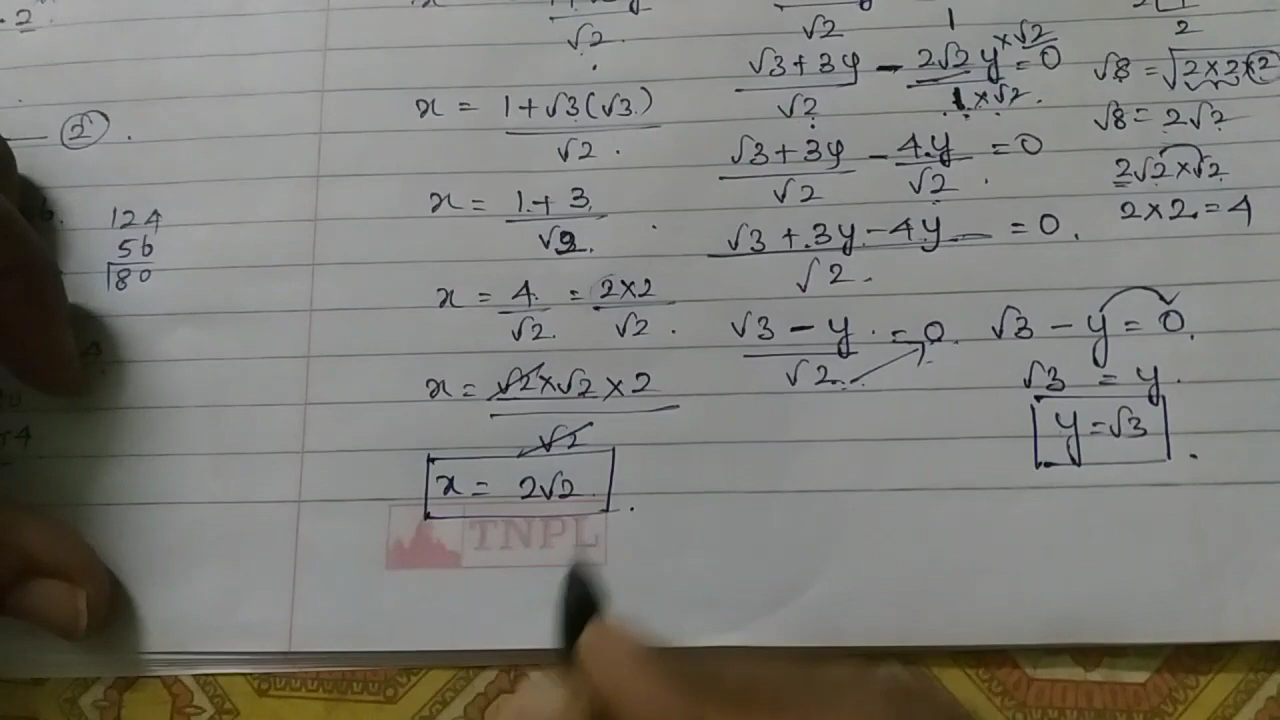 . 2
√2.
x = 1+√3(√3) / √2.
x = 1+3 / √2.
x = 4 / √2. = 2×2 / √2.
x = √2×√2×2 / √2
x = 2√2.
√2
√3+3y / √2 - 2√2y×√2 / 1×√2. = 0
√3+3y / √2 - 4y / √2. = 0
√3+3y-4y / √2. = 0.
√3-y / √2. = 0.
√3-y=0.
√3 = y.
y=√3.
2
√8 = √2×2×2
√8 = 2√2
2√2×√2
2×2=4
②.
124
56
180
TNPL